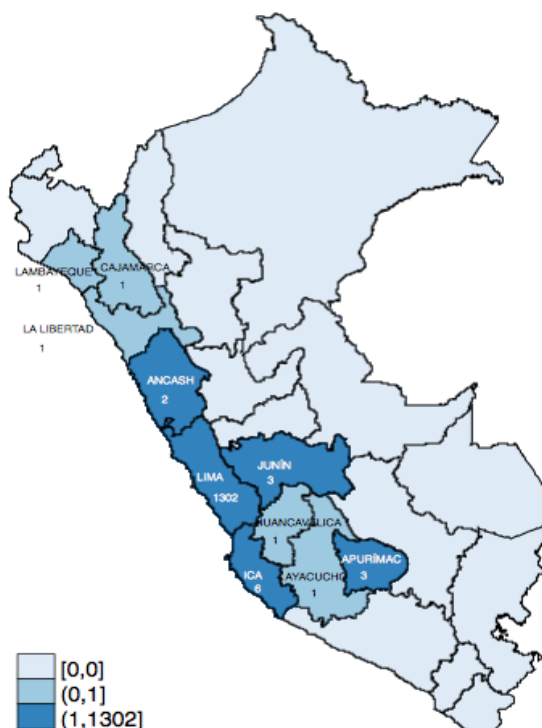 LAMBAYEQUE
1
CAJAMARCA
1
LA LIBERTAD
1
ANCASH
2
LIMA
1302
JUNÍN
3
HUANCAVELICA
1
ICA
6
AYACUCHO
1
APURÍMAC
3
[0,0]
(0,1]
(1,1302]